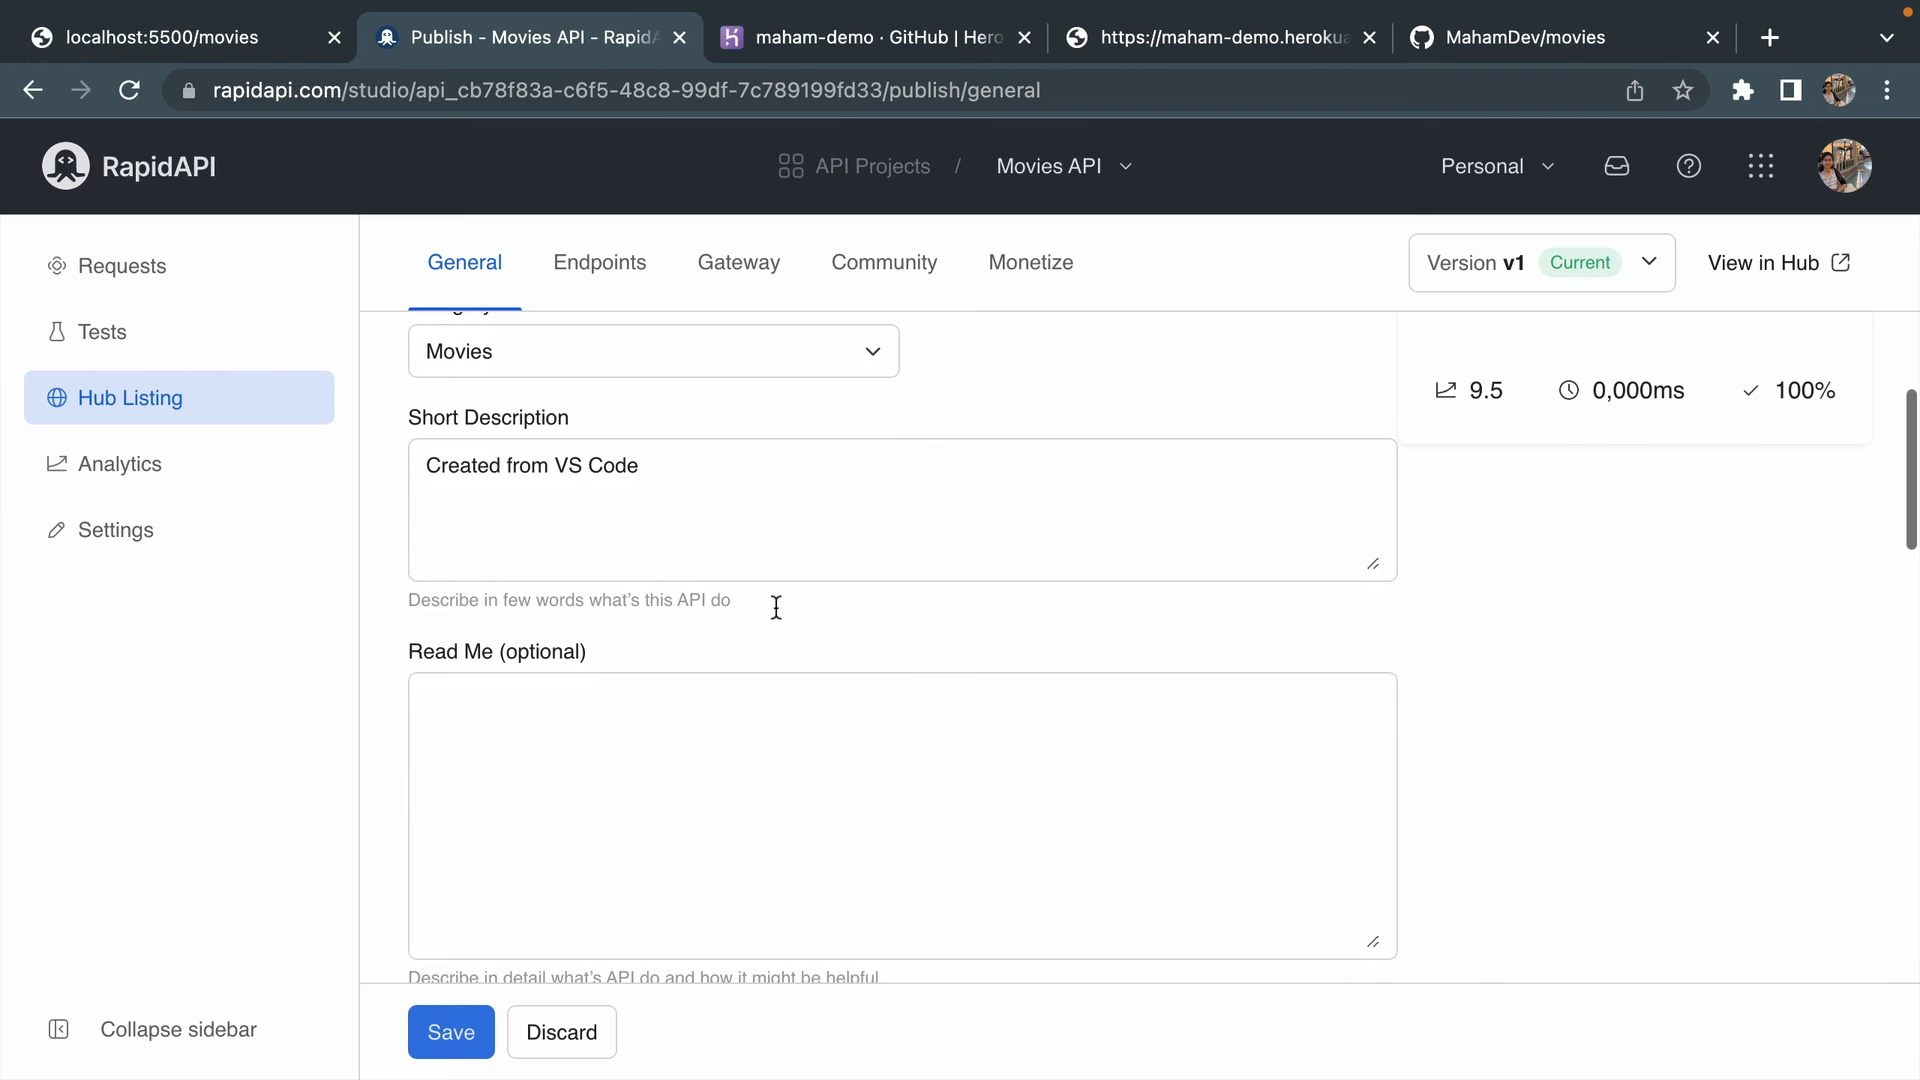 localhost:5500/movies
Publish - Movies API - RapidA
maham-demo · GitHub | Hero
https://maham-demo.heroku
MahamDev/movies
rapidapi.com/studio/api_cb78f83a-c6f5-48c8-99df-7c789199fd33/publish/general
RapidAPI
API Projects / Movies API
Personal
Requests
Tests
Hub Listing
Analytics
Settings
Collapse sidebar
General Endpoints Gateway Community Monetize
Version v1 Current
View in Hub
Movies
9.5 0,000ms 100%
Short Description
Created from VS Code
Describe in few words what's this API do
Read Me (optional)
Describe in detail what's API do and how it might be helpful
Save Discard